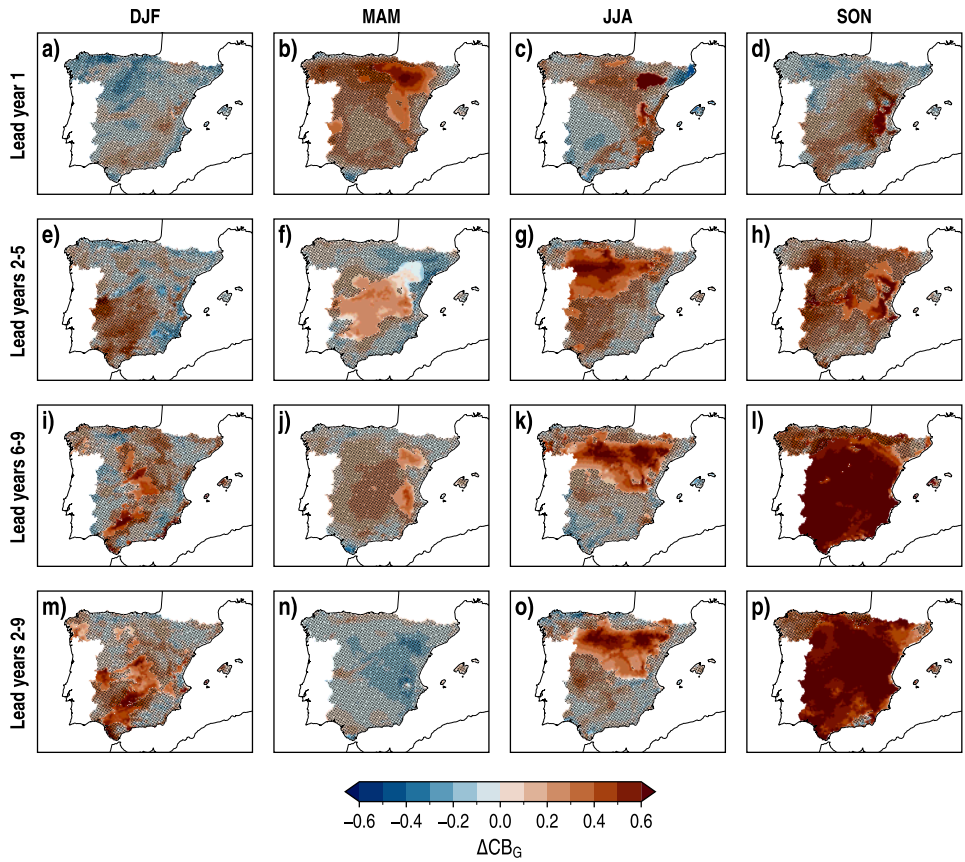 DJF MAM JJA SON
Lead year 1
a) b) c) d)
Lead years 2-5
e) f) g) h)
Lead years 6-9
i) j) k) l)
Lead years 2-9
m) n) o) p)
−0.6 −0.4 −0.2 0.0 0.2 0.4 0.6
ΔCB_G